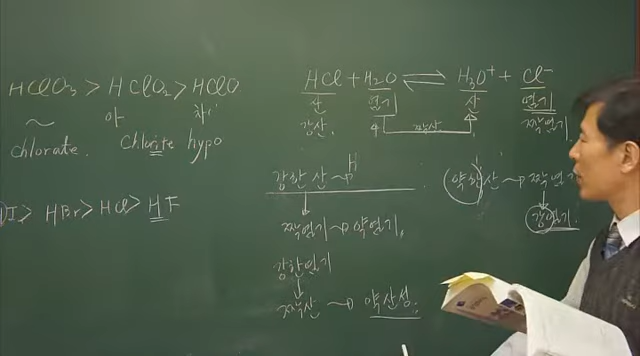 HClO₃ > HClO₂ > HClO
아 차아
chlorate. Chlorite hypo
I > HBr > HCl > HF
HCl + H₂O ⇌ H₃O⁺ + Cl⁻
산 염기 산 염기
강산. 짝산 짝염기
강한 산 → H
짝염기 → 약염기.
강한염기
짝산 → 약산성.
약한산 → 짝염기
강염기.